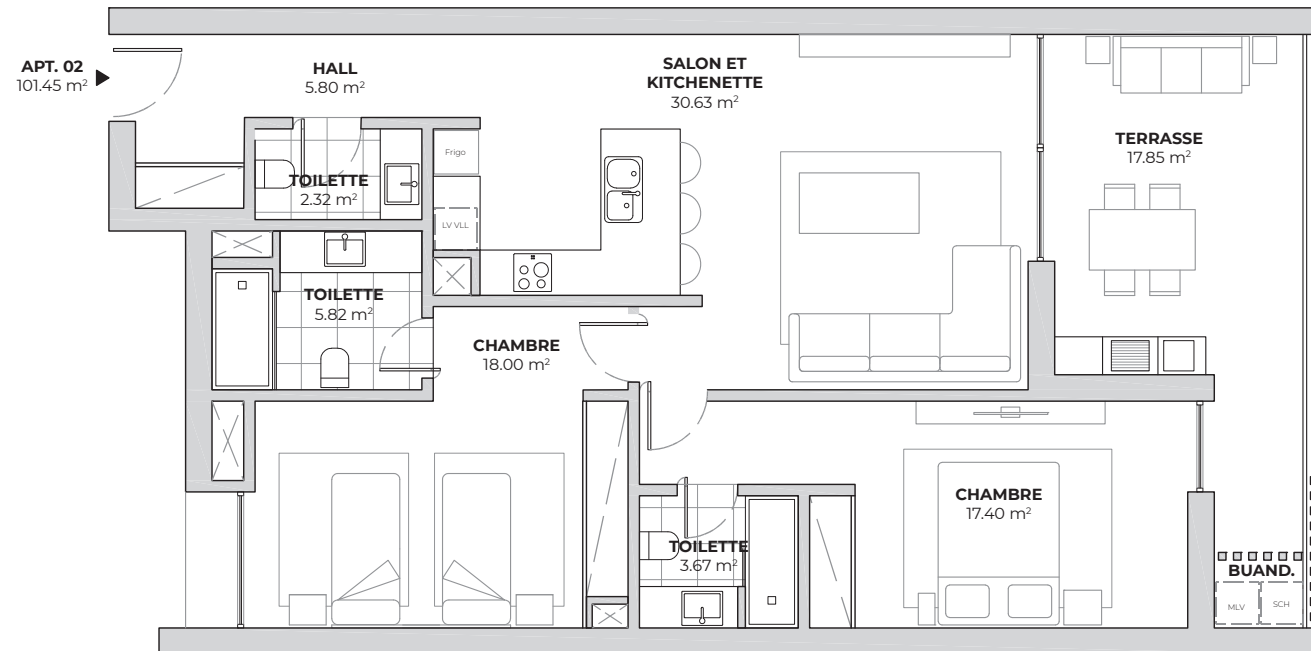 APT. 02
101.45 m²
HALL
5.80 m²
SALON ET
KITCHENETTE
30.63 m²
TERRASSE
17.85 m²
Frigo
TOILETTE
2.32 m²
LV VLL
TOILETTE
5.82 m²
CHAMBRE
18.00 m²
CHAMBRE
17.40 m²
TOILETTE
3.67 m²
BUAND.
MLV
SCH